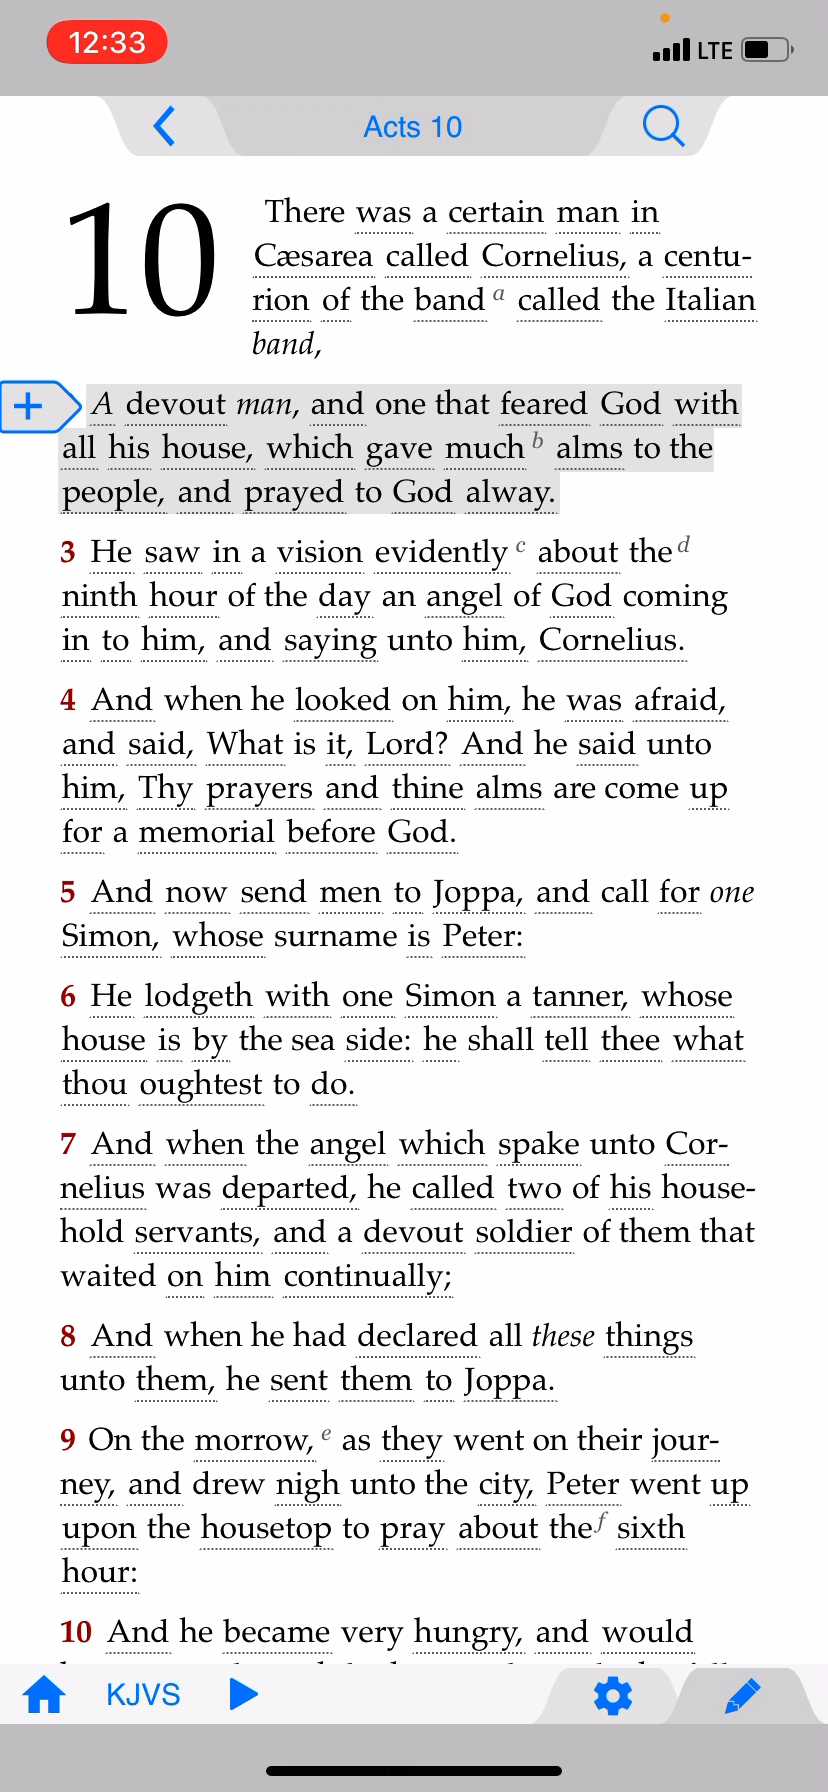 12:33
LTE
Acts 10
10
There was a certain man in
Cæsarea called Cornelius, a centu-
rion of the band a called the Italian
band,
A devout man, and one that feared God with
all his house, which gave much b alms to the
people, and prayed to God alway.
3 He saw in a vision evidently c about the d
ninth hour of the day an angel of God coming
in to him, and saying unto him, Cornelius.
4 And when he looked on him, he was afraid,
and said, What is it, Lord? And he said unto
him, Thy prayers and thine alms are come up
for a memorial before God.
5 And now send men to Joppa, and call for one
Simon, whose surname is Peter:
6 He lodgeth with one Simon a tanner, whose
house is by the sea side: he shall tell thee what
thou oughtest to do.
7 And when the angel which spake unto Cor-
nelius was departed, he called two of his house-
hold servants, and a devout soldier of them that
waited on him continually;
8 And when he had declared all these things
unto them, he sent them to Joppa.
9 On the morrow, e as they went on their jour-
ney, and drew nigh unto the city, Peter went up
upon the housetop to pray about the f sixth
hour:
10 And he became very hungry, and would
KJVS